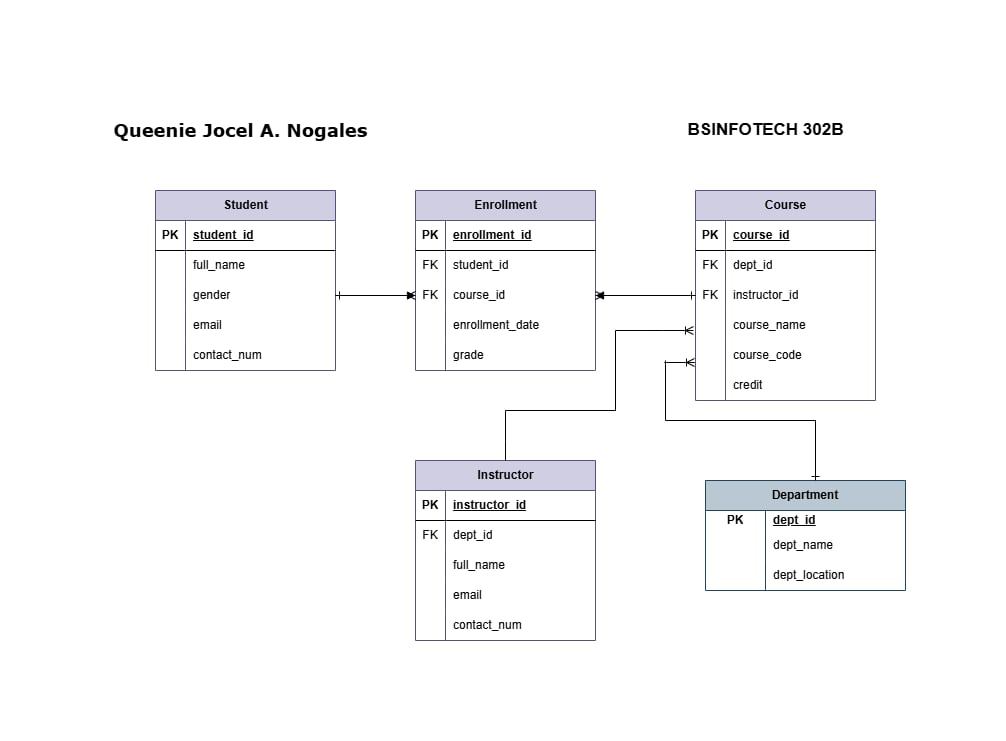 Queenie Jocel A. Nogales
BSINFOTECH 302B
Student
PK student_id
full_name
gender
email
contact_num
Enrollment
PK enrollment_id
FK student_id
FK course_id
enrollment_date
grade
Course
PK course_id
FK dept_id
FK instructor_id
course_name
course_code
credit
Instructor
PK instructor_id
FK dept_id
full_name
email
contact_num
Department
PK dept_id
dept_name
dept_location